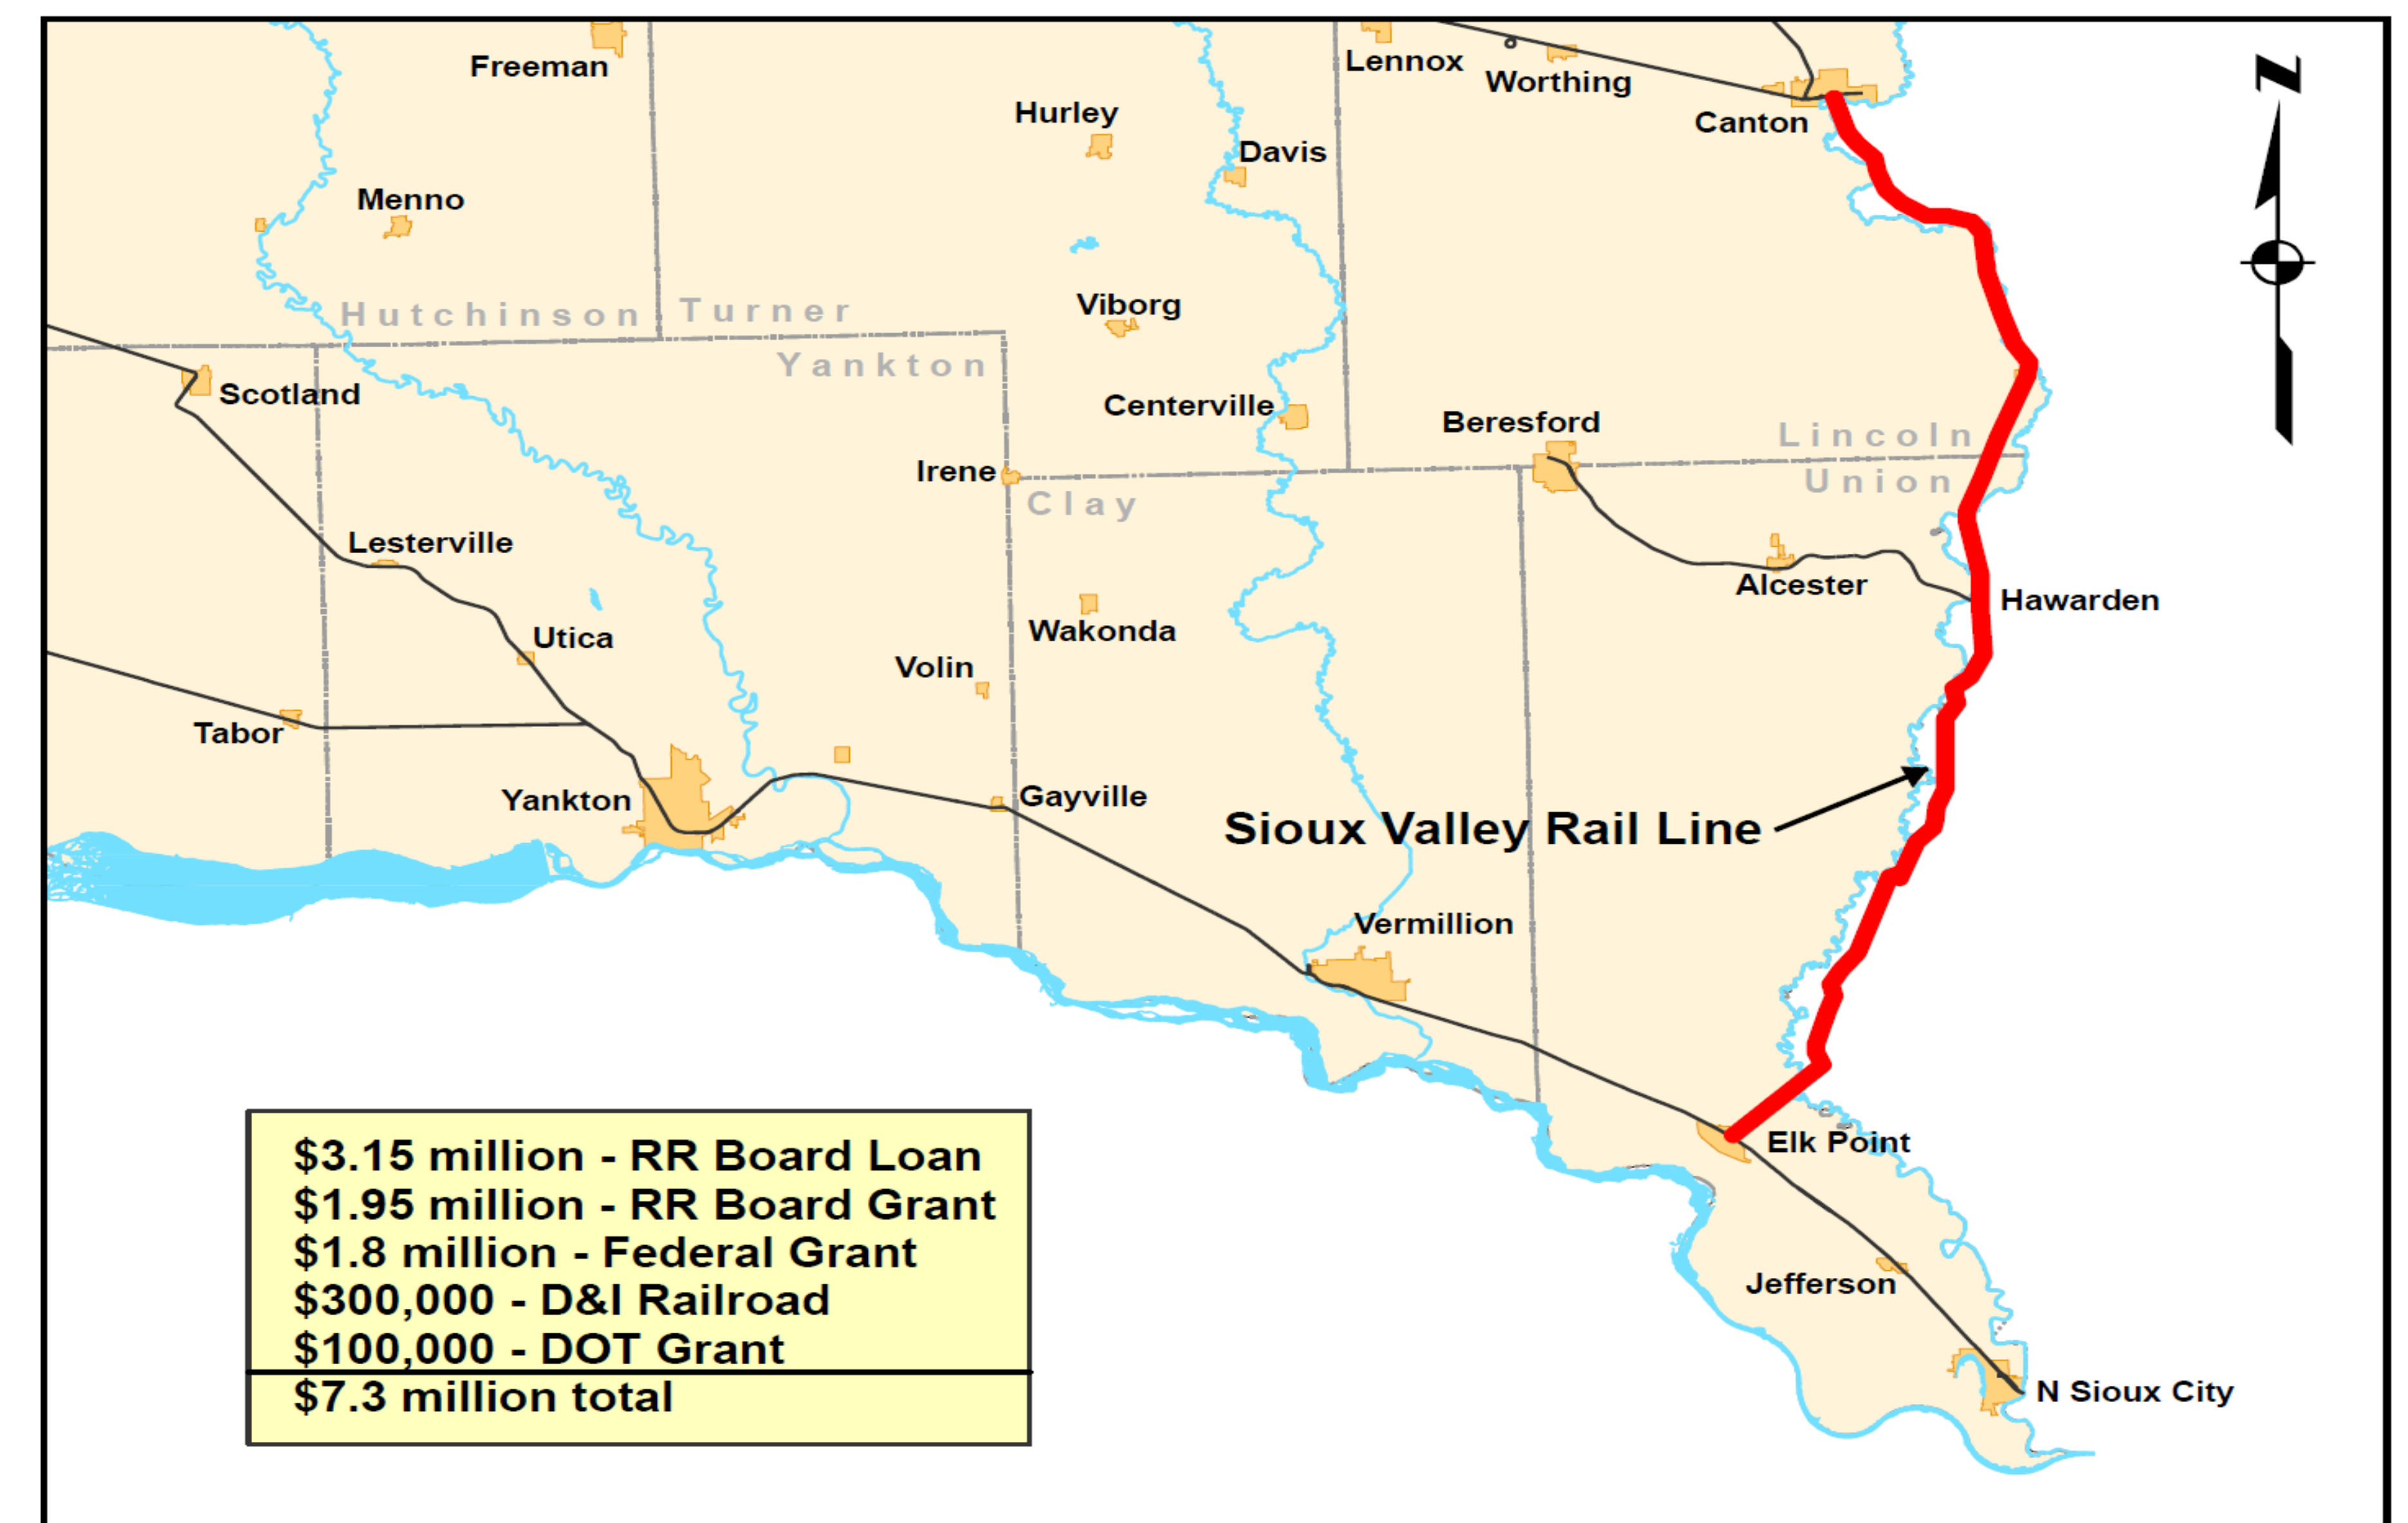 Freeman
Lennox
Worthing
Z
Hurley
Canton
Davis
Menno
Hutchinson
Turner
Viborg
Yankton
Scotland
Centerville
Beresford
Lincoln
Irene
Union
Clay
Lesterville
Alcester
Hawarden
Utica
Wakonda
Volin
Tabor
Yankton
Gayville
Sioux Valley Rail Line
Vermillion
Elk Point
$3.15 million - RR Board Loan
$1.95 million - RR Board Grant
$1.8 million - Federal Grant
$300,000 - D&I Railroad
$100,000 - DOT Grant
$7.3 million total
Jefferson
N Sioux City